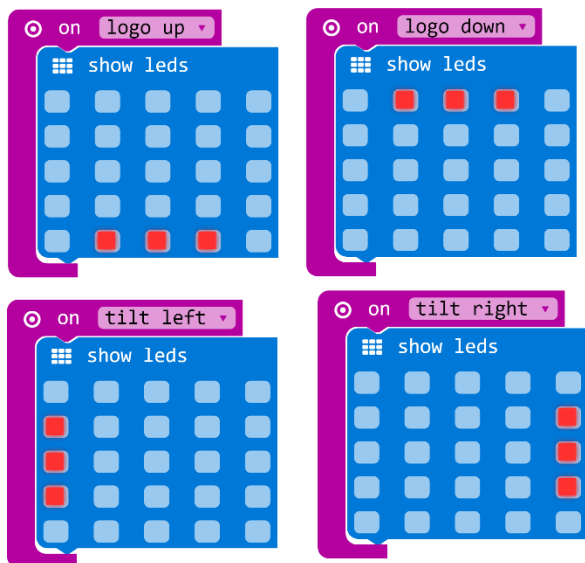 on logo up
show leds
on logo down
show leds
on tilt left
show leds
on tilt right
show leds